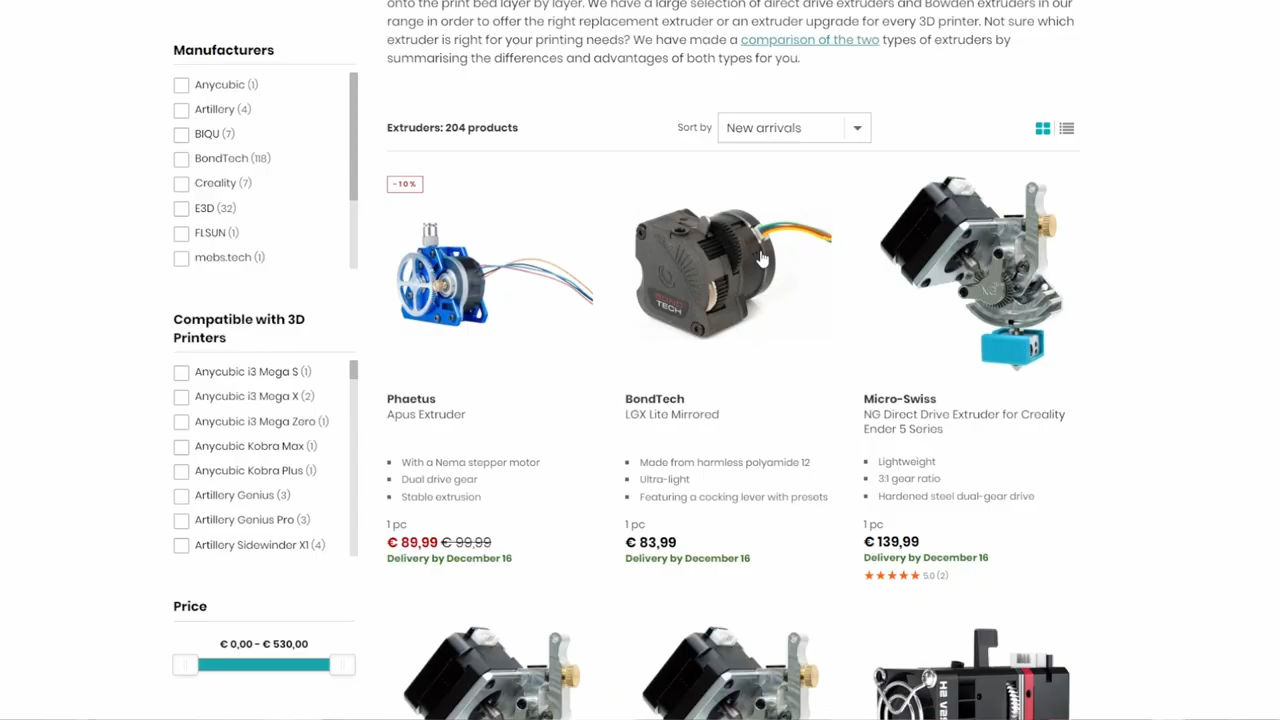 onto the print bed layer by layer. We have a large selection of direct drive extruders and Bowden extruders in our
range in order to offer the right replacement extruder or an extruder upgrade for every 3D printer. Not sure which
extruder is right for your printing needs? We have made a comparison of the two types of extruders by
summarising the differences and advantages of both types for you.
Manufacturers
Anycubic (1)
Artillery (4)
BIQU (7)
BondTech (118)
Creality (7)
E3D (32)
FLSUN (1)
mebs.tech (1)
Compatible with 3D
Printers
Anycubic i3 Mega S (1)
Anycubic i3 Mega X (2)
Anycubic i3 Mega Zero (1)
Anycubic Kobra Max (1)
Anycubic Kobra Plus (1)
Artillery Genius (3)
Artillery Genius Pro (3)
Artillery Sidewinder X1 (4)
Price
€ 0,00 - € 530,00
Extruders: 204 products
Sort by
New arrivals
-10%
Phaetus
Apus Extruder
With a Nema stepper motor
Dual drive gear
Stable extrusion
1 pc
€ 89,99 € 99,99
Delivery by December 16
BOND
TECH
BondTech
LGX Lite Mirrored
Made from harmless polyamide 12
Ultra-light
Featuring a cocking lever with presets
1 pc
€ 83,99
Delivery by December 16
NG
Micro-Swiss
NG Direct Drive Extruder for Creality
Ender 5 Series
Lightweight
3:1 gear ratio
Hardened steel dual-gear drive
1 pc
€ 139,99
Delivery by December 16
5.0 (2)
H2 V2S